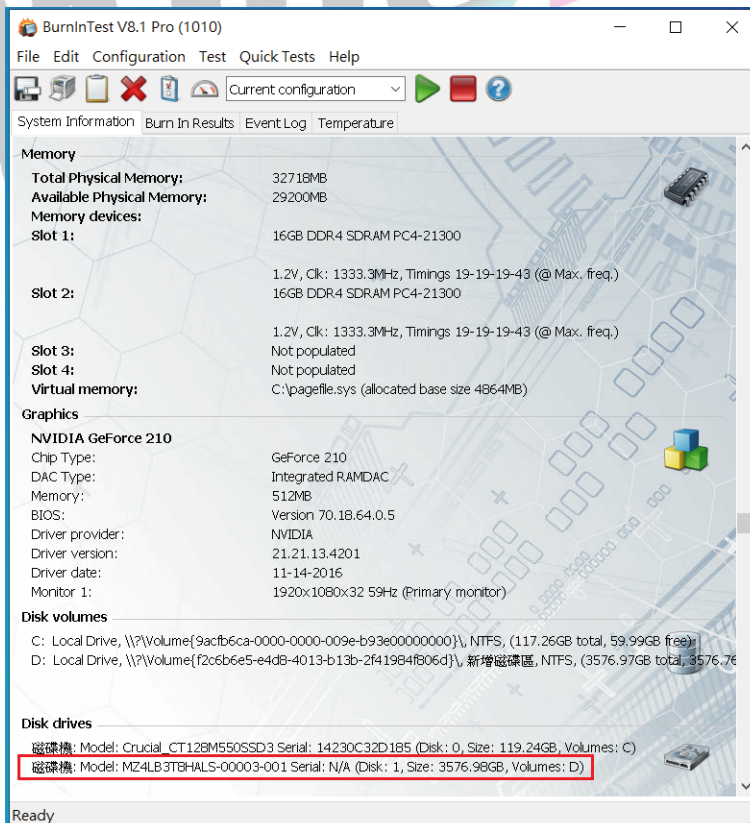 BurnInTest V8.1 Pro (1010)
File Edit Configuration Test Quick Tests Help
Current configuration
System Information Burn In Results Event Log Temperature
Memory
Total Physical Memory: 32718MB
Available Physical Memory: 29200MB
Memory devices:
Slot 1: 16GB DDR4 SDRAM PC4-21300
1.2V, Clk: 1333.3MHz, Timings 19-19-19-43 (@ Max. freq.)
Slot 2: 16GB DDR4 SDRAM PC4-21300
1.2V, Clk: 1333.3MHz, Timings 19-19-19-43 (@ Max. freq.)
Slot 3: Not populated
Slot 4: Not populated
Virtual memory: C:\pagefile.sys (allocated base size 4864MB)
Graphics
NVIDIA GeForce 210
Chip Type: GeForce 210
DAC Type: Integrated RAMDAC
Memory: 512MB
BIOS: Version 70.18.64.0.5
Driver provider: NVIDIA
Driver version: 21.21.13.4201
Driver date: 11-14-2016
Monitor 1: 1920x1080x32 59Hz (Primary monitor)
Disk volumes
C: Local Drive, \\?\Volume{9acfb6ca-0000-0000-009e-b93e00000000}\, NTFS, (117.26GB total, 59.99GB free)
D: Local Drive, \\?\Volume{f2c6b6e5-e4d8-4013-b13b-2f41984f806d}\, 新增磁碟區, NTFS, (3576.97GB total, 3576.76
Disk drives
磁碟機: Model: Crucial_CT128M550SSD3 Serial: 14230C32D185 (Disk: 0, Size: 119.24GB, Volumes: C)
磁碟機: Model: MZ4LB3T8HALS-00003-001 Serial: N/A (Disk: 1, Size: 3576.98GB, Volumes: D)
Ready